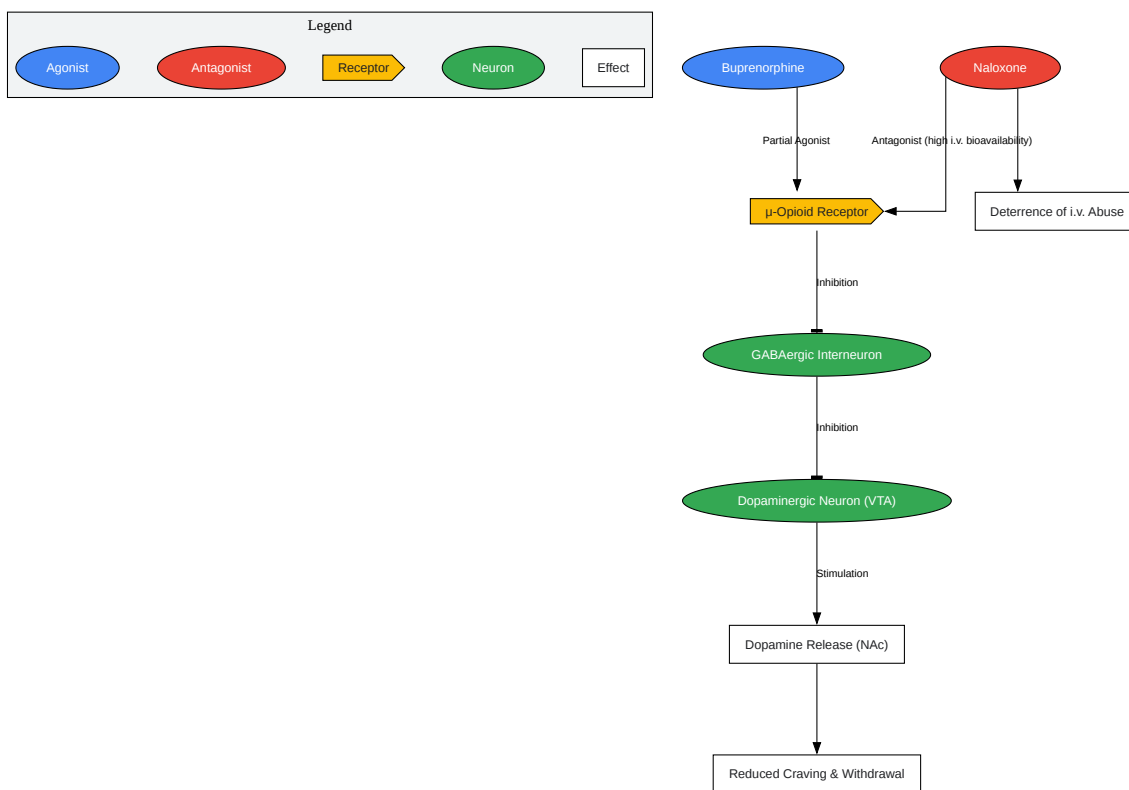 Legend
Agonist
Antagonist
Receptor
Neuron
Effect
Buprenorphine
Naloxone
Partial Agonist
Antagonist (high i.v. bioavailability)
μ-Opioid Receptor
Deterrence of i.v. Abuse
Inhibition
GABAergic Interneuron
Inhibition
Dopaminergic Neuron (VTA)
Stimulation
Dopamine Release (NAc)
Reduced Craving & Withdrawal